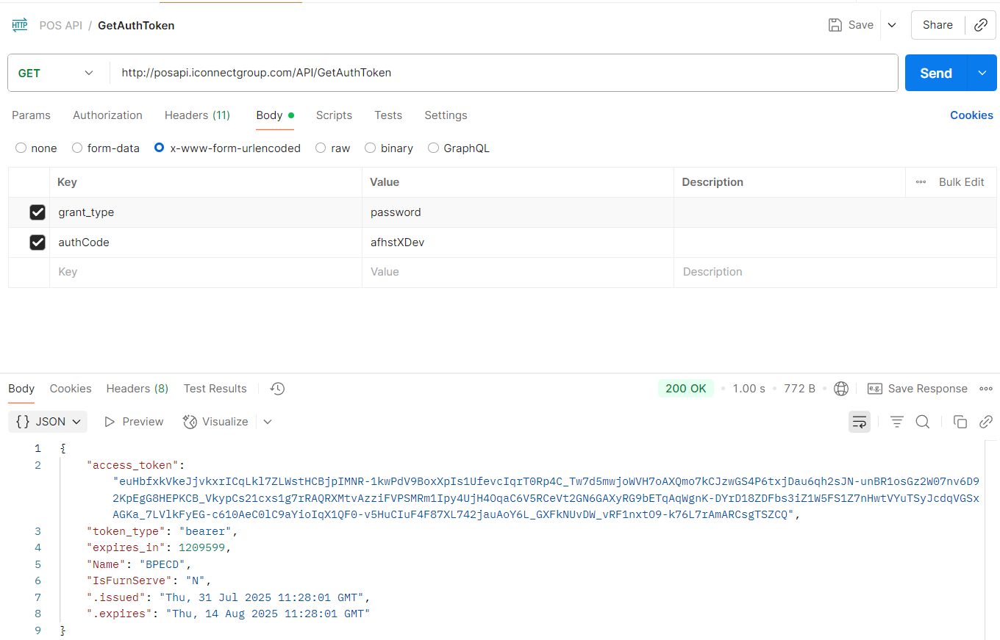 HTTP POS API / GetAuthToken Save Share
GET http://posapi.iconnectgroup.com/API/GetAuthToken Send
Params Authorization Headers (11) Body Scripts Tests Settings Cookies
none form-data x-www-form-urlencoded raw binary GraphQL
Key Value Description Bulk Edit
grant_type password
authCode afhstXDev
Key Value Description
Body Cookies Headers (8) Test Results 200 OK 1.00 s 772 B e.g. Save Response
{} JSON Preview Visualize
1 {
2 "access_token":
"euHbfxkVkeJjvkxrICqLkl7ZLWstHCBjpIMNR-1kwPdV9BoxXpIs1UfevcIqrT0Rp4C_Tw7d5mwjoWVH7oAXQmo7kCJzwGS4P6txjDau6qh2sJN-unBR1osGz2W07nv6D9
2KpEgG8HEPKCB_VkypCs21cxs1g7rRAQRXMtvAzziFVPSMRm1Ipy4UjH4OqaC6V5RCeVt2GN6GAXyRG9bETqAqWgnK-DYrD18ZDFbs3iZ1W5FS1Z7nHwtVYuTSyJcdqVGSx
AGKa_7LVlkFyEG-c610AeC0lC9aYioIqX1QF0-v5HuCIuF4F87XL742jauAoY6L_GXFkNUvDW_vRF1nxtO9-k76L7rAmARCsgTSZCQ",
3 "token_type": "bearer",
4 "expires_in": 1209599,
5 "Name": "BPECD",
6 "IsFurnServe": "N",
7 ".issued": "Thu, 31 Jul 2025 11:28:01 GMT",
8 ".expires": "Thu, 14 Aug 2025 11:28:01 GMT"
9 }